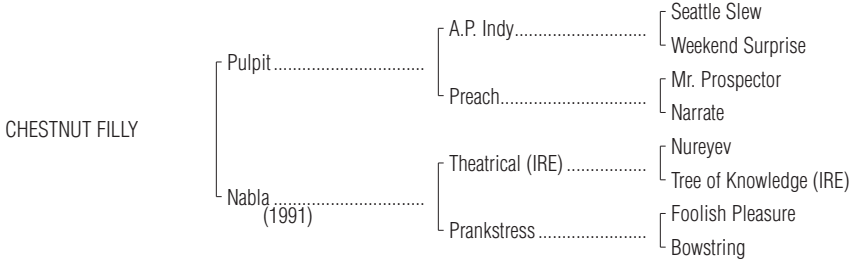 Seattle Slew
A.P. Indy..............................
Weekend Surprise
Pulpit..................................
Mr. Prospector
Preach.................................
Narrate
CHESTNUT FILLY
Nureyev
Theatrical (IRE)..................
Tree of Knowledge (IRE)
Nabla..................................
(1991)
Foolish Pleasure
Prankstress........................
Bowstring